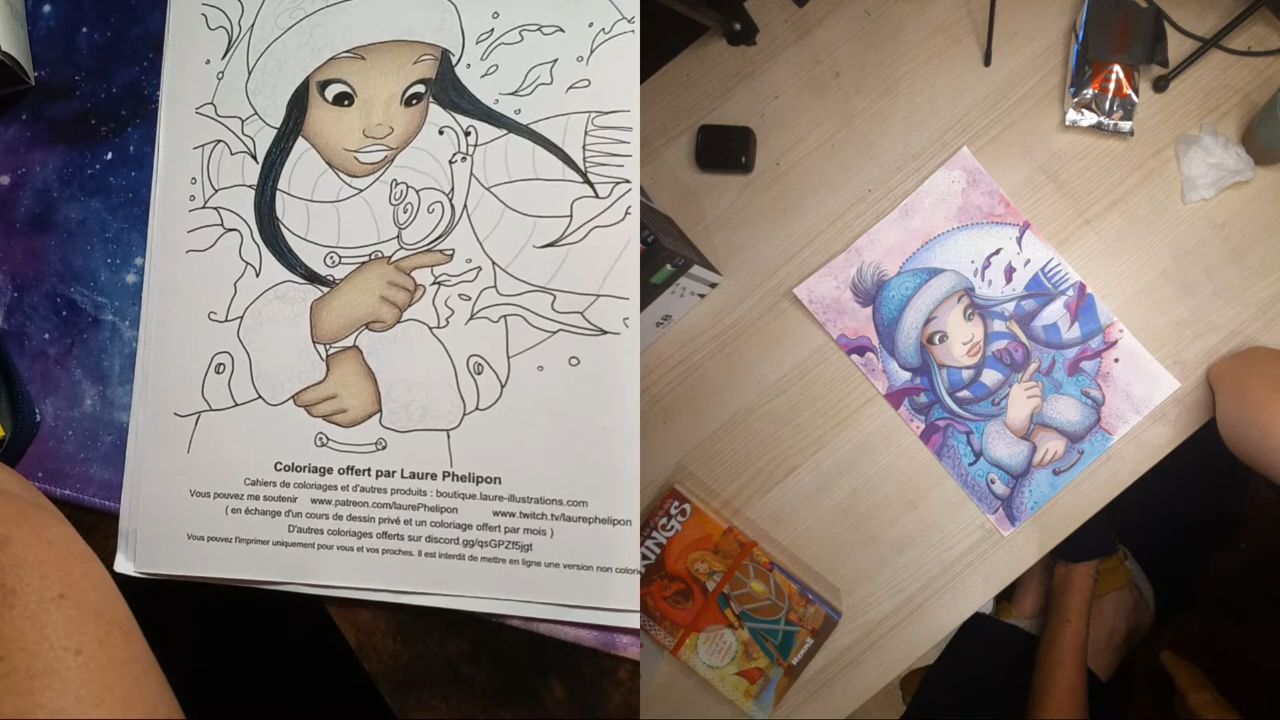 Coloriage offert par Laure Phelipon
Cahiers de coloriages et d'autres produits : boutique.laure-illustrations.com
Vous pouvez me soutenir www.patreon.com/laurePhelipon www.twitch.tv/laurephelipon
( en échange d'un cours de dessin privé et un coloriage offert par mois )
D'autres coloriages offerts sur discord.gg/qsGPZf5jgt
Vous pouvez l'imprimer uniquement pour vous et vos proches. Il est interdit de mettre en ligne une version non
48